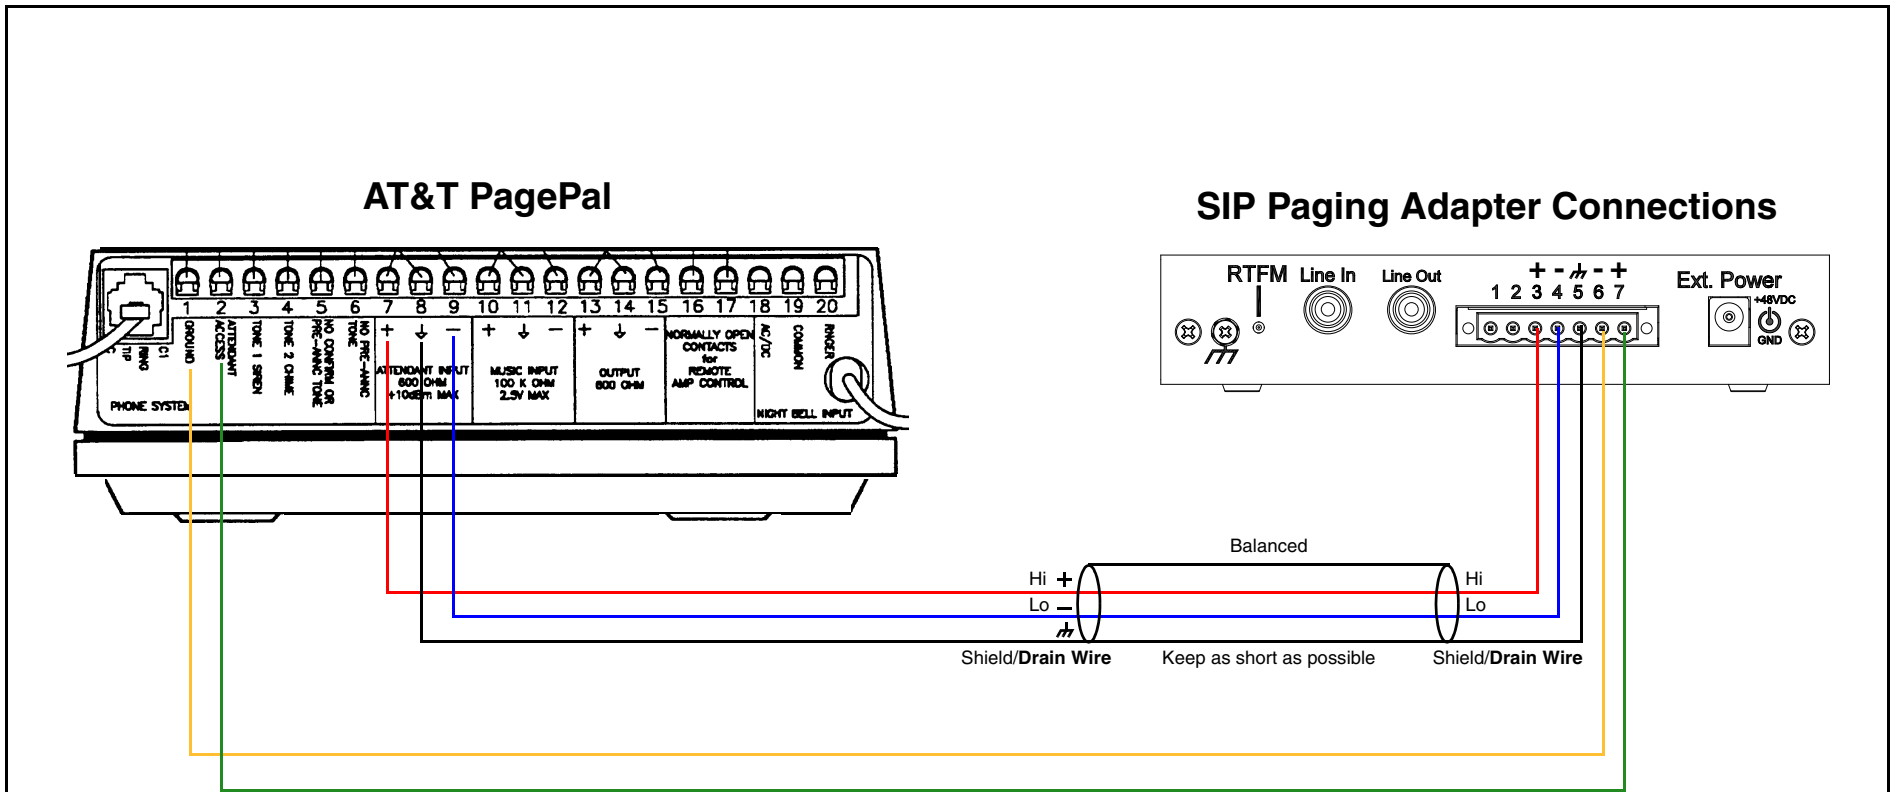 AT&T PagePal
SIP Paging Adapter Connections
1 2 3 4 5 6 7 8 9 10 11 12 13 14 15 16 17 18 19 20
GROUND
ATTENDANT
ACCESS
TONE 1 SIREN
TONE 2 CHIME
NO CONFIRM OR
PRE-ANNC TONE
NO PRE-ANNC
TONE
+ −
ATTENDANT INPUT
600 OHM
+10dBm MAX
+ −
MUSIC INPUT
100 K OHM
2.5V MAX
+ −
OUTPUT
600 OHM
NORMALLY OPEN
CONTACTS
for
REMOTE
AMP CONTROL
AC/DC
COMMON
RINGER
NIGHT BELL INPUT
TIP
RING
C1
PHONE SYSTEM
RTFM
Line In
Line Out
+ - - +
1 2 3 4 5 6 7
Ext. Power
+48VDC
GND
Balanced
Hi +
Lo −
Hi
Lo
Shield/Drain Wire
Keep as short as possible
Shield/Drain Wire